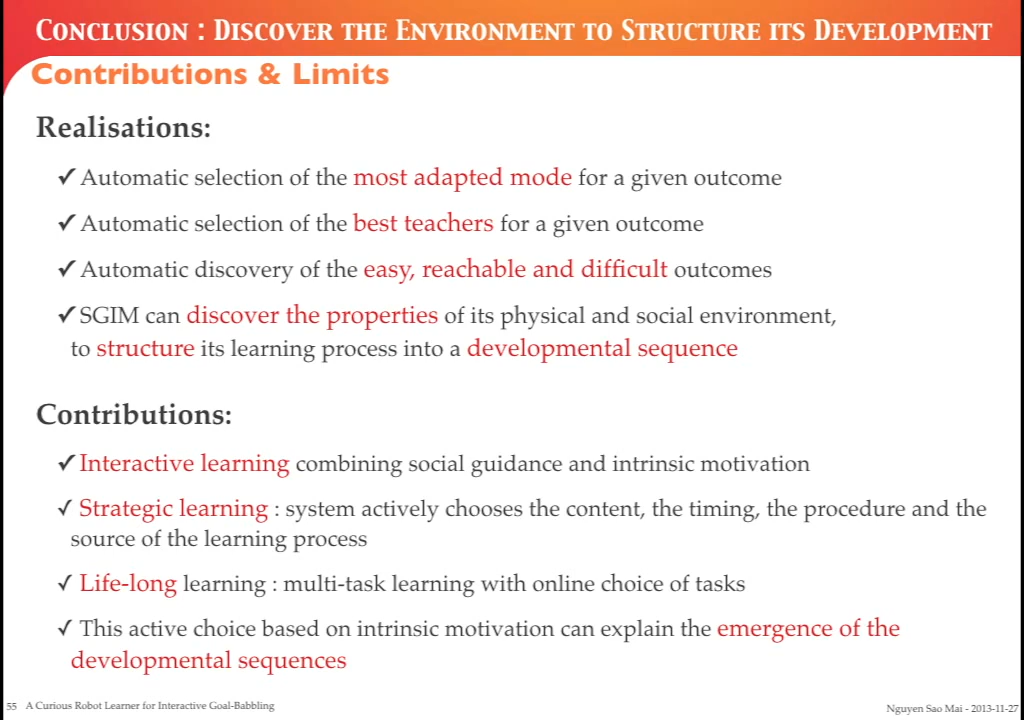 CONCLUSION : DISCOVER THE ENVIRONMENT TO STRUCTURE ITS DEVELOPMENT
Contributions & Limits
Realisations:
✓ Automatic selection of the most adapted mode for a given outcome
✓ Automatic selection of the best teachers for a given outcome
✓ Automatic discovery of the easy, reachable and difficult outcomes
✓ SGIM can discover the properties of its physical and social environment,
to structure its learning process into a developmental sequence
Contributions:
✓ Interactive learning combining social guidance and intrinsic motivation
✓ Strategic learning : system actively chooses the content, the timing, the procedure and the
source of the learning process
✓ Life-long learning : multi-task learning with online choice of tasks
✓ This active choice based on intrinsic motivation can explain the emergence of the
developmental sequences
55 A Curious Robot Learner for Interactive Goal-Babbling
Nguyen Sao Mai - 2013-11-27